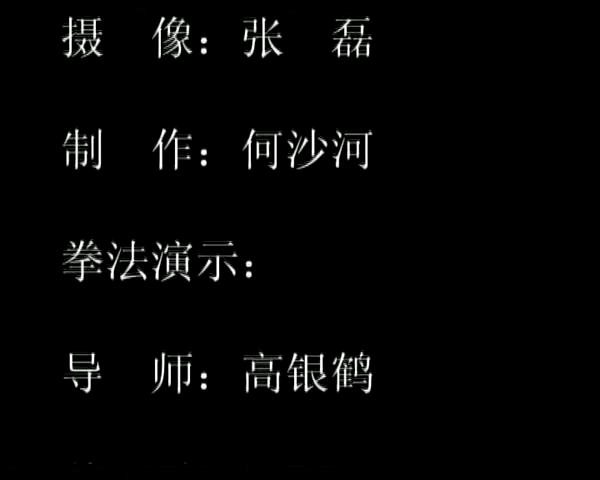 摄 像：张 磊
制 作：何沙河
拳法演示：
导 师：高银鹤